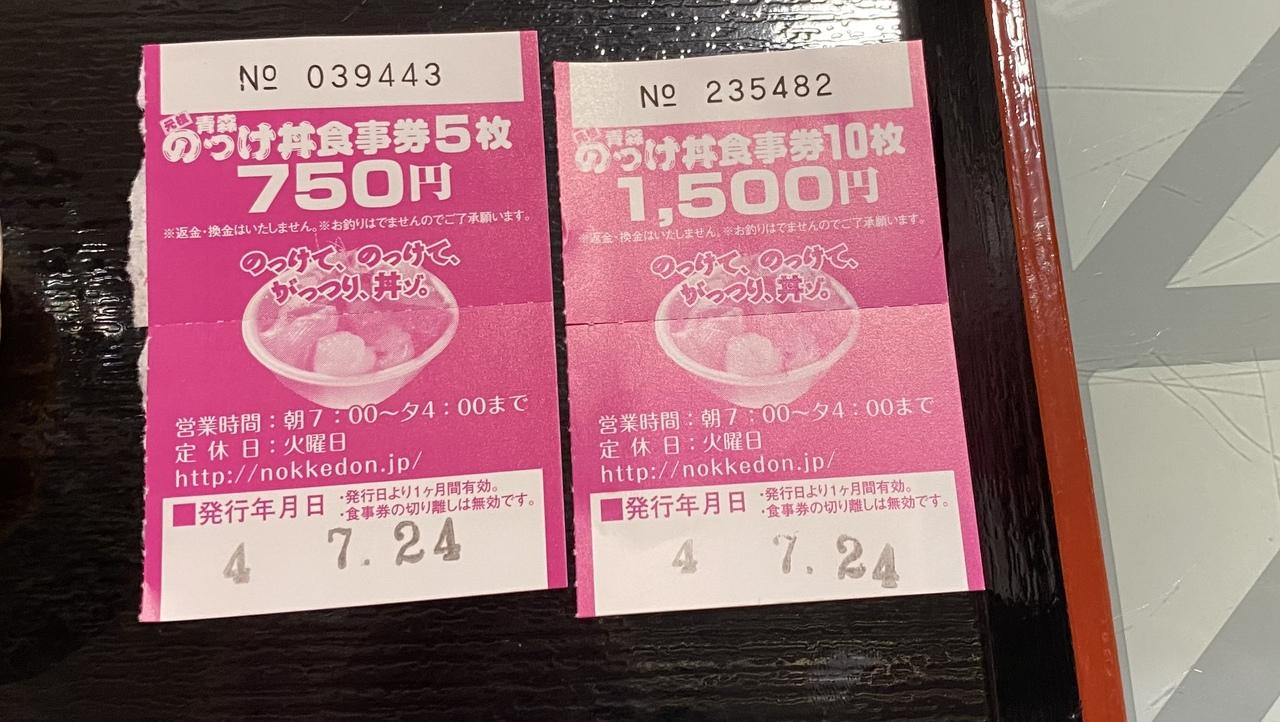 № 039443
元祖 青森
のっけ丼食事券5枚
750円
※返金・換金はいたしません。※お釣りはでませんのでご了承願います。
のっけて、のっけて、
がっつり、丼ゾ。
営業時間：朝7：00〜夕4：00まで
定休日：火曜日
http://nokkedon.jp/
■発行年月日
・発行日より1ヶ月間有効。
・食事券の切り離しは無効です。
4 7.24
№ 235482
元祖 青森
のっけ丼食事券10枚
1,500円
※返金・換金はいたしません。※お釣りはでませんのでご了承願います。
のっけて、のっけて、
がっつり、丼ゾ。
営業時間：朝7：00〜夕4：00まで
定休日：火曜日
http://nokkedon.jp/
■発行年月日
・発行日より1ヶ月間有効。
・食事券の切り離しは無効です。
4 7.24